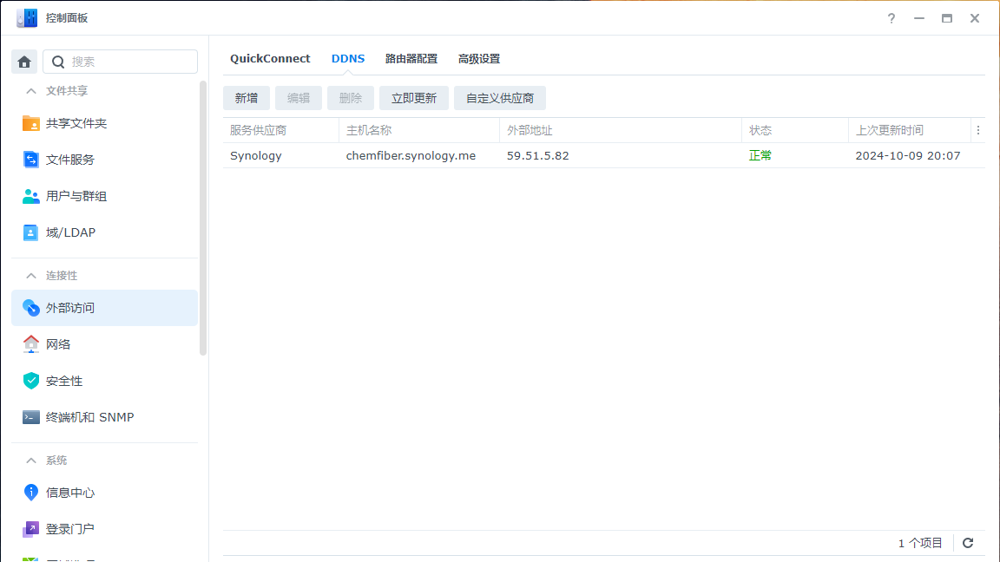 控制面板
搜索
文件共享
共享文件夹
文件服务
用户与群组
域/LDAP
连接性
外部访问
网络
安全性
终端机和 SNMP
系统
信息中心
登录门户
QuickConnect DDNS 路由器配置 高级设置
新增 编辑 删除 立即更新 自定义供应商
服务供应商 主机名称 外部地址 状态 上次更新时间
Synology chemfiber.synology.me 59.51.5.82 正常 2024-10-09 20:07
1 个项目